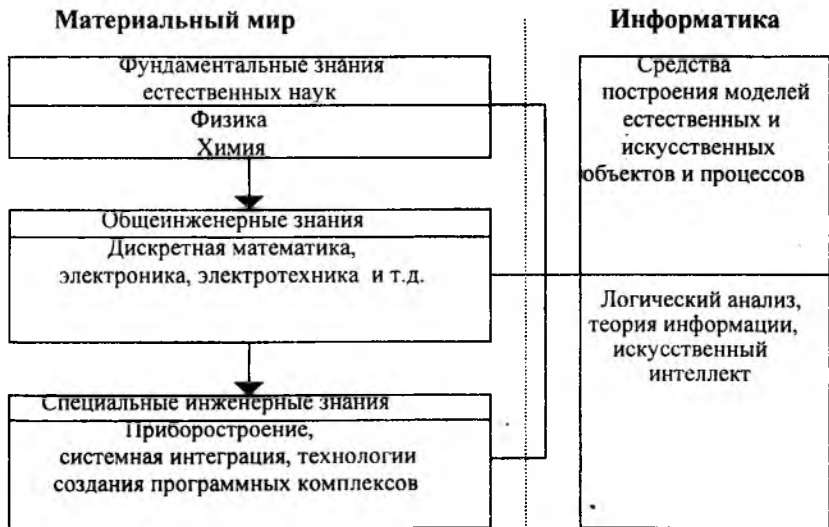 Материальный мир
Информатика
Фундаментальные знания
естественных наук
Физика
Химия
Общеинженерные знания
Дискретная математика,
электроника, электротехника и т.д.
Специальные инженерные знания
Приборостроение,
системная интеграция, технологии
создания программных комплексов
Средства
построения моделей
естественных и
искусственных
объектов и процессов
Логический анализ,
теория информации,
искусственный
интеллект